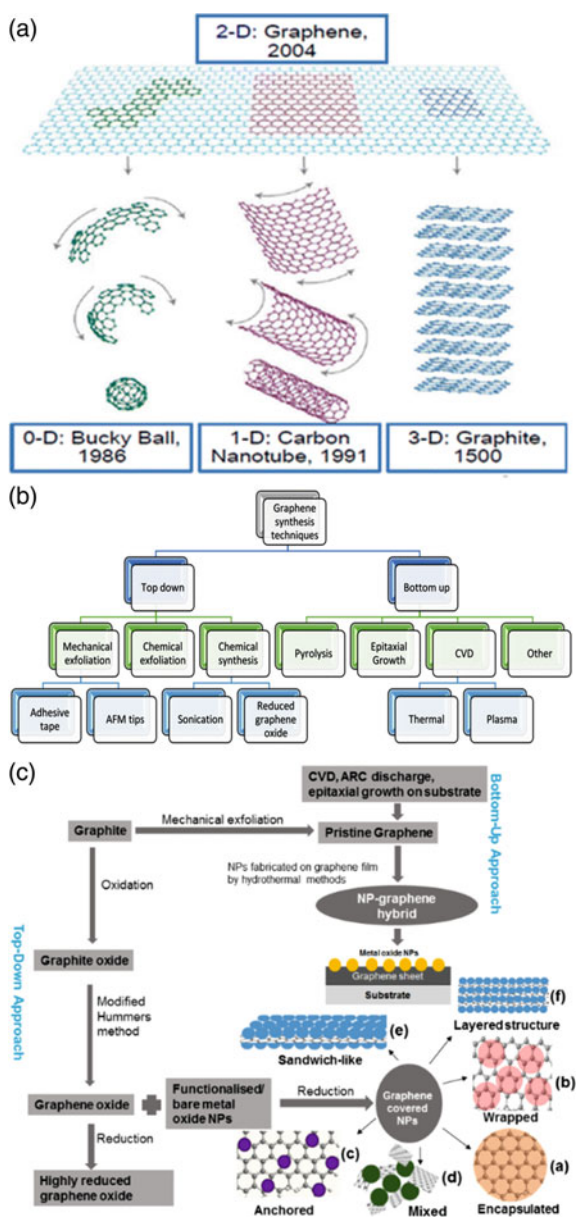 (a)
2-D: Graphene,
2004
0-D: Bucky Ball,
1986
1-D: Carbon
Nanotube, 1991
3-D: Graphite,
1500
(b)
Graphene
synthesis
techniques
Top down
Bottom up
Mechanical
exfoliation
Chemical
exfoliation
Chemical
synthesis
Pyrolysis
Epitaxial
Growth
CVD
Other
Adhesive
tape
AFM tips
Sonication
Reduced
graphene
oxide
Thermal
Plasma
(c)
CVD, ARC discharge,
epitaxial growth on substrate
Bottom-Up Approach
Graphite
Mechanical exfoliation
Pristine Graphene
Oxidation
NPs fabricated on graphene film
by hydrothermal methods
NP-graphene
hybrid
Top-Down Approach
Graphite oxide
Metal oxide NPs
Graphene sheet
Substrate
Modified
Hummers
method
(f)
Layered structure
(e)
Sandwich-like
Graphene oxide
Functionalised/
bare metal
oxide NPs
Reduction
Graphene
covered NPs
(b)
Wrapped
Reduction
Highly reduced
graphene oxide
(c)
Anchored
(d)
Mixed
(a)
Encapsulated